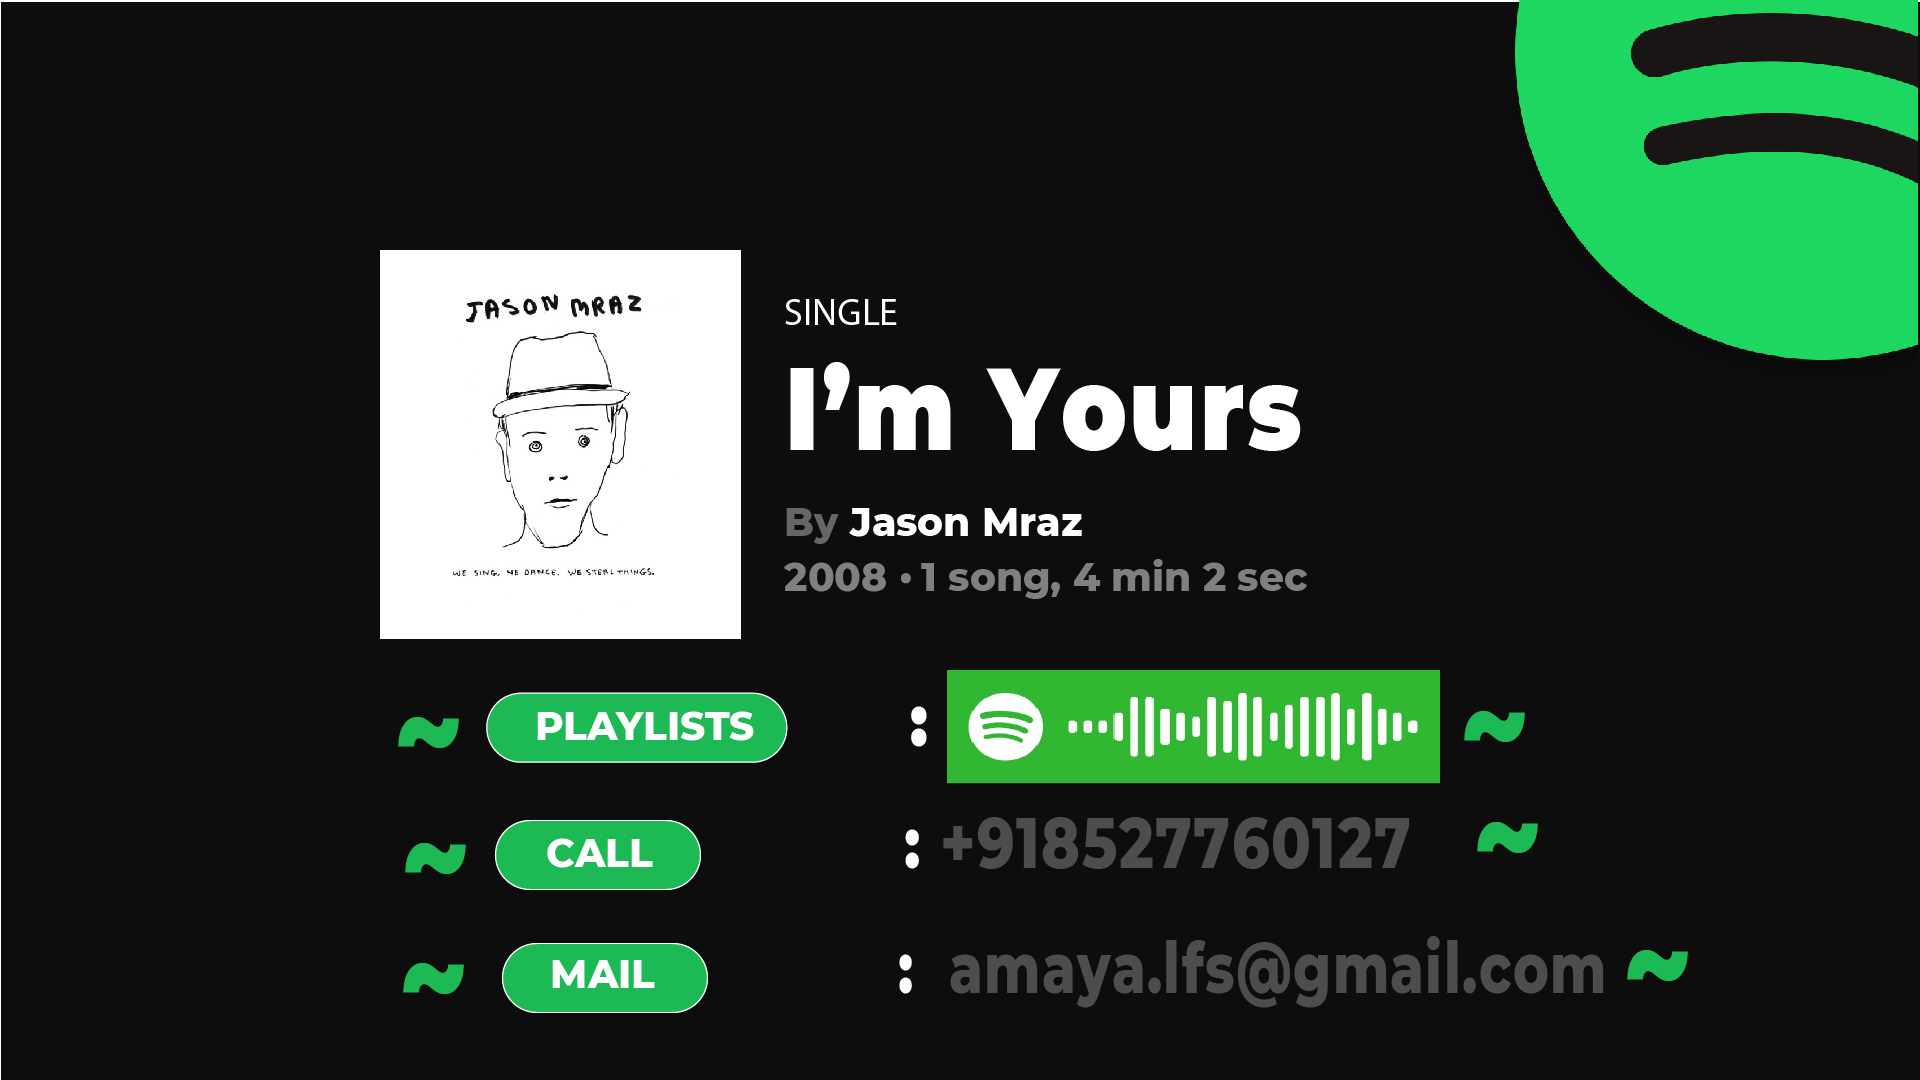 JASON MRAZ
WE SING. WE DANCE. WE STEAL THINGS.
SINGLE
I'm Yours
By Jason Mraz
2008 • 1 song, 4 min 2 sec
~ PLAYLISTS : ~
~ CALL : +918527760127 ~
~ MAIL : amaya.lfs@gmail.com ~